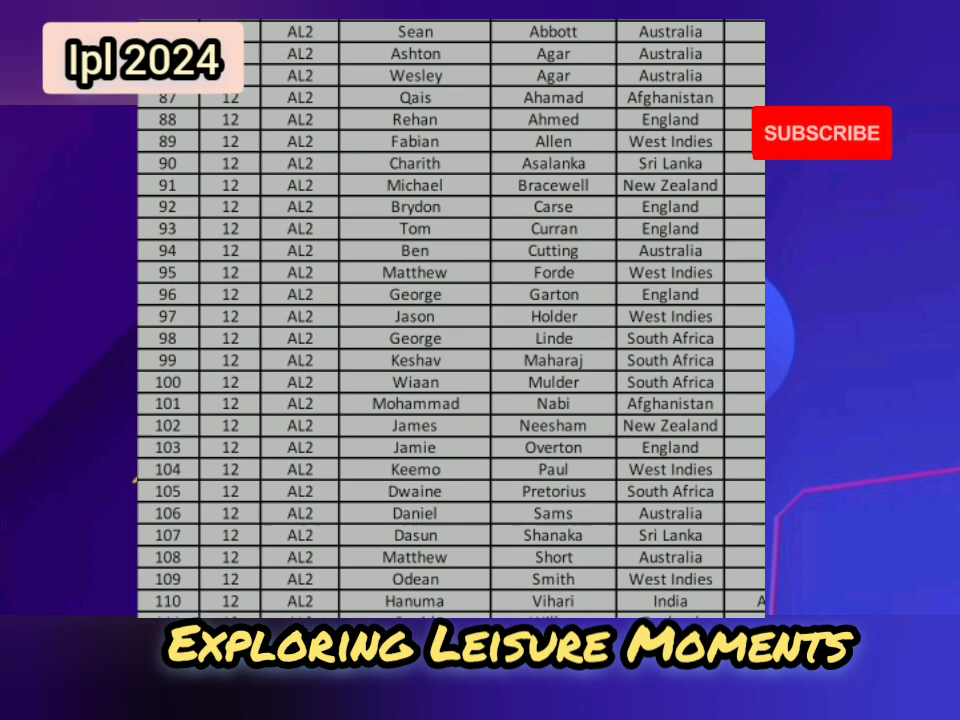 Ipl 2024
AL2 Sean Abbott Australia
AL2 Ashton Agar Australia
AL2 Wesley Agar Australia
87 12 AL2 Qais Ahamad Afghanistan
88 12 AL2 Rehan Ahmed England
SUBSCRIBE
89 12 AL2 Fabian Allen West Indies
90 12 AL2 Charith Asalanka Sri Lanka
91 12 AL2 Michael Bracewell New Zealand
92 12 AL2 Brydon Carse England
93 12 AL2 Tom Curran England
94 12 AL2 Ben Cutting Australia
95 12 AL2 Matthew Forde West Indies
96 12 AL2 George Garton England
97 12 AL2 Jason Holder West Indies
98 12 AL2 George Linde South Africa
99 12 AL2 Keshav Maharaj South Africa
100 12 AL2 Wiaan Mulder South Africa
101 12 AL2 Mohammad Nabi Afghanistan
102 12 AL2 James Neesham New Zealand
103 12 AL2 Jamie Overton England
104 12 AL2 Keemo Paul West Indies
105 12 AL2 Dwaine Pretorius South Africa
106 12 AL2 Daniel Sams Australia
107 12 AL2 Dasun Shanaka Sri Lanka
108 12 AL2 Matthew Short Australia
109 12 AL2 Odean Smith West Indies
110 12 AL2 Hanuma Vihari India
Exploring Leisure Moments